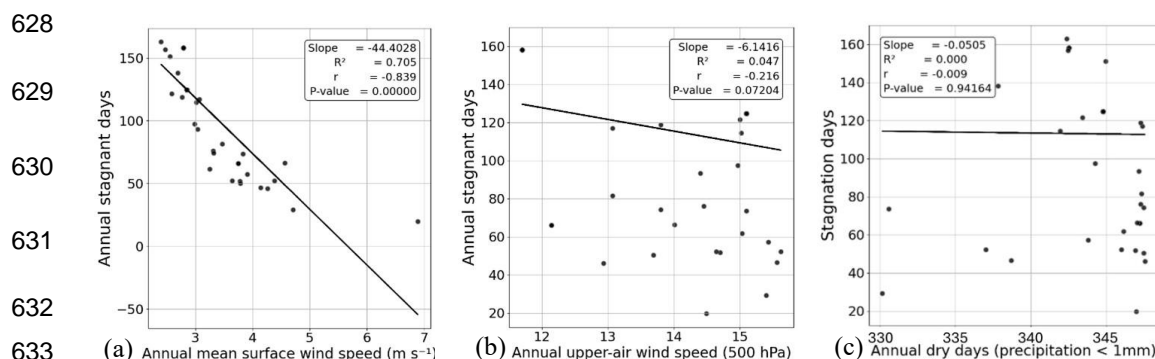 628
629
630
631
632
633
Annual stagnant days
150
100
50
0
−50
Slope = -44.4028
R² = 0.705
r = -0.839
P-value = 0.00000
3 4 5 6 7
(a) Annual mean surface wind speed (m s⁻¹)
Annual stagnant days
160
140
120
100
80
60
40
20
Slope = -6.1416
R² = 0.047
r = -0.216
P-value = 0.07204
12 13 14 15
(b) Annual upper-air wind speed (500 hPa)
Stagnation days
160
140
120
100
80
60
40
20
Slope = -0.0505
R² = 0.000
r = -0.009
P-value = 0.94164
330 335 340 345
(c) Annual dry days (precipitation < 1mm)